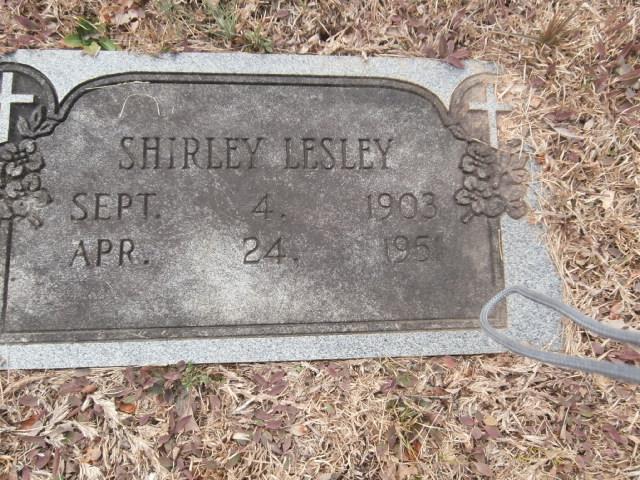 SHIRLEY LESLEY
SEPT. 4. 1903
APR. 24. 1951